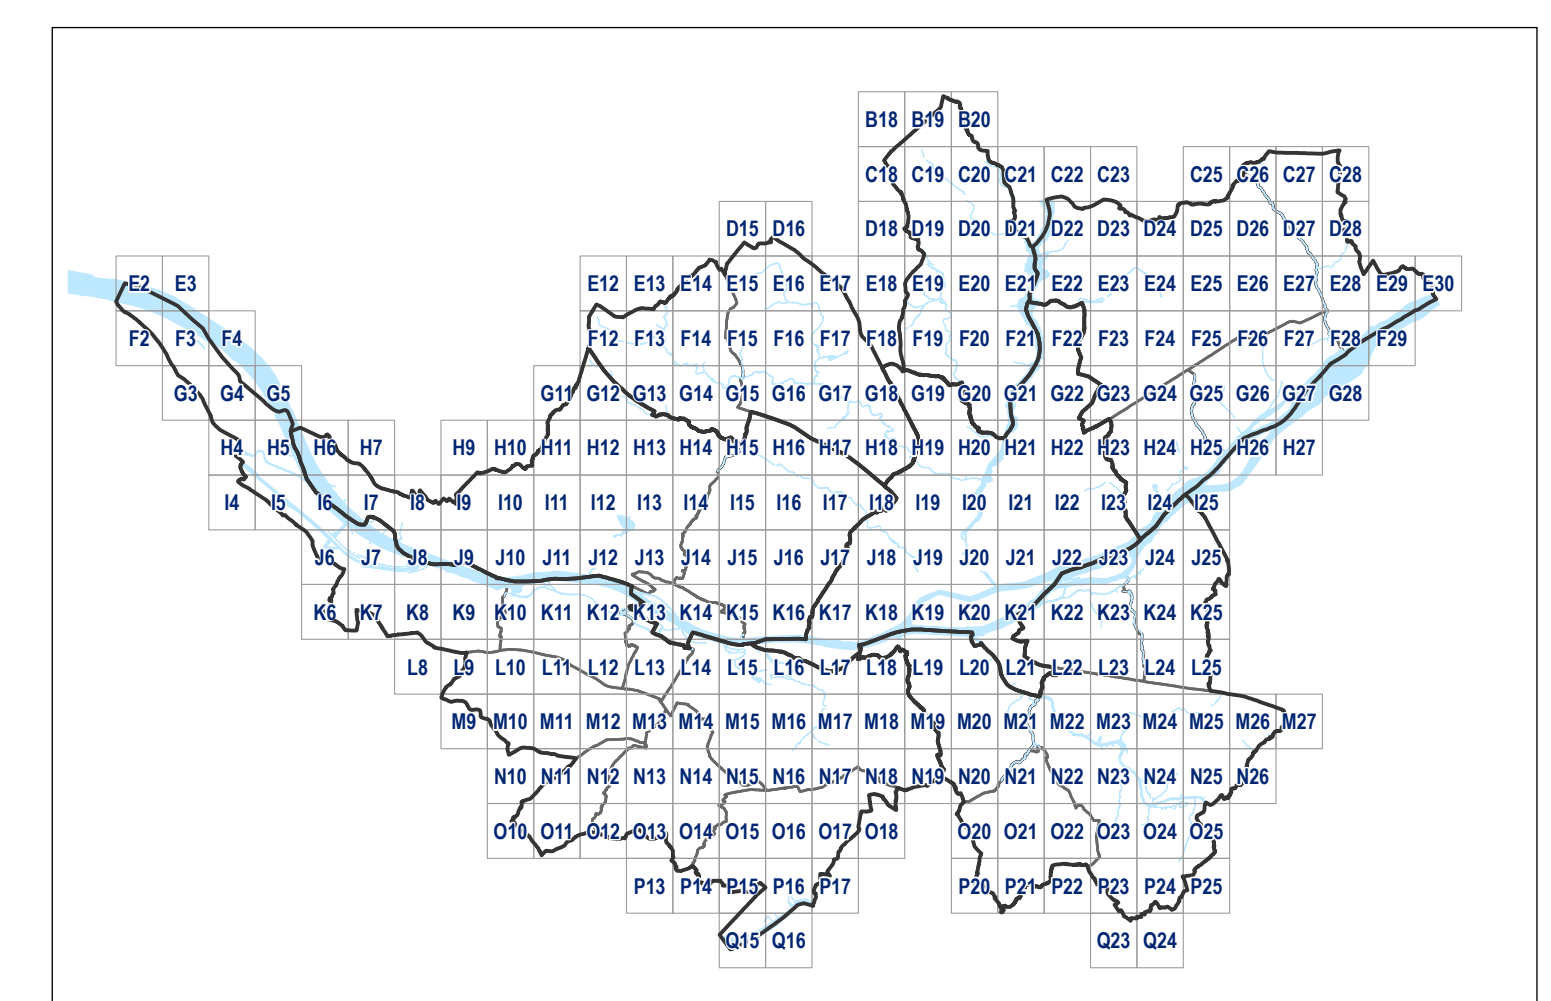 B18 B19 B20
C18 C19 C20 C21 C22 C23 C25 C26 C27 C28
D15 D16 D18 D19 D20 D21 D22 D23 D24 D25 D26 D27 D28
E2 E3 E12 E13 E14 E15 E16 E17 E18 E19 E20 E21 E22 E23 E24 E25 E26 E27 E28 E29 E30
F2 F3 F4 F12 F13 F14 F15 F16 F17 F18 F19 F20 F21 F22 F23 F24 F25 F26 F27 F28 F29
G3 G4 G5 G11 G12 G13 G14 G15 G16 G17 G18 G19 G20 G21 G22 G23 G24 G25 G26 G27 G28
H4 H5 H6 H7 H9 H10 H11 H12 H13 H14 H15 H16 H17 H18 H19 H20 H21 H22 H23 H24 H25 H26 H27
I4 I5 I6 I7 I8 I9 I10 I11 I12 I13 I14 I15 I16 I17 I18 I19 I20 I21 I22 I23 I24 I25
J6 J7 J8 J9 J10 J11 J12 J13 J14 J15 J16 J17 J18 J19 J20 J21 J22 J23 J24 J25
K6 K7 K8 K9 K10 K11 K12 K13 K14 K15 K16 K17 K18 K19 K20 K21 K22 K23 K24 K25
L8 L9 L10 L11 L12 L13 L14 L15 L16 L17 L18 L19 L20 L21 L22 L23 L24 L25
M9 M10 M11 M12 M13 M14 M15 M16 M17 M18 M19 M20 M21 M22 M23 M24 M25 M26 M27
N10 N11 N12 N13 N14 N15 N16 N17 N18 N19 N20 N21 N22 N23 N24 N25 N26
O10 O11 O12 O13 O14 O15 O16 O17 O18 O20 O21 O22 O23 O24 O25
P13 P14 P15 P16 P17 P20 P21 P22 P23 P24 P25
Q15 Q16 Q23 Q24